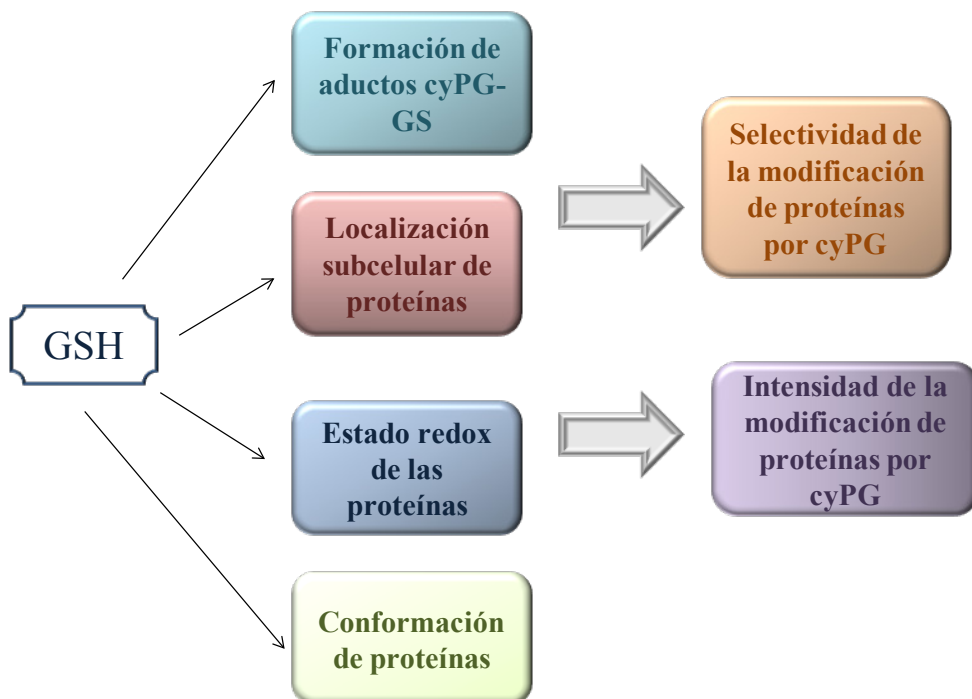 Formación de
aductos cyPG-
GS
Selectividad de
la modificación
de proteínas
por cyPG
Localización
subcelular de
proteínas
GSH
Intensidad de la
modificación de
proteínas por
cyPG
Estado redox
de las
proteínas
Conformación
de proteínas